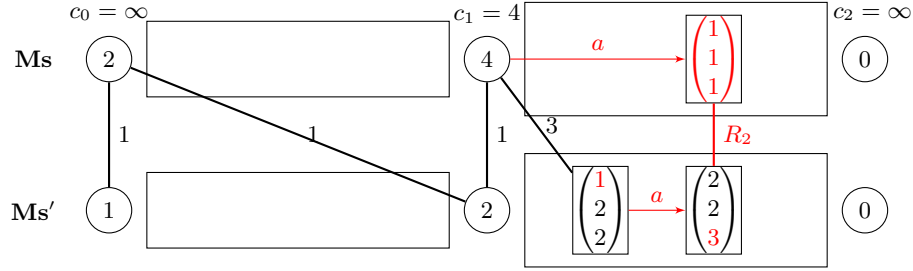 c₀ = ∞ c₁ = 4 c₂ = ∞
Ms 2 4 a 1 0
1
1
1 1 1 3 R₂
Ms′ 1 2 1 a 2 0
2 2
2 3